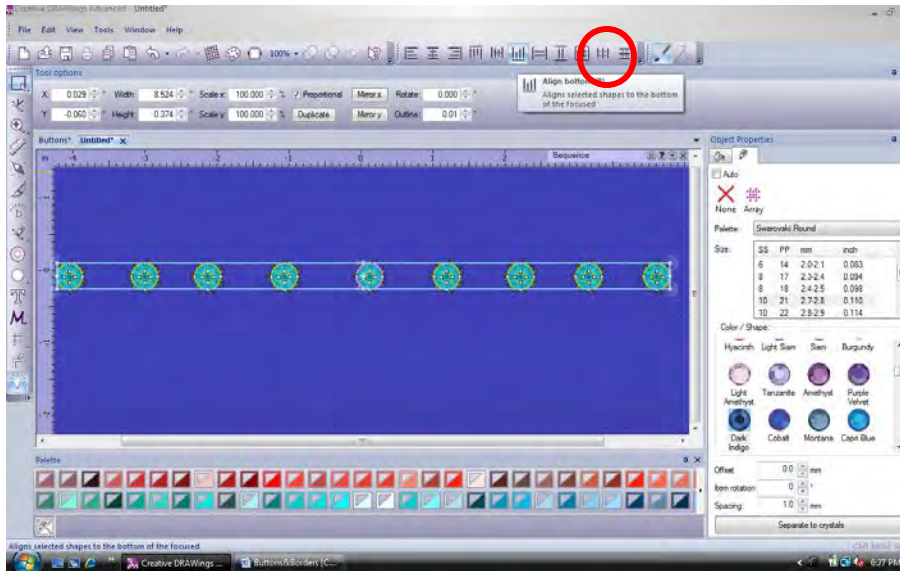 Creative DRAWings Advanced - Untitled*
File Edit View Tools Window Help
100%
Tool options
X: 0.029 " Width: 8.524 " Scale x: 100.000 % Proportional Mirror x Rotate: 0.000 °
Y: -0.060 " Height: 0.374 " Scale y: 100.000 % Duplicate Mirror y Outline: 0.01 "
Align bottom
Aligns selected shapes to the bottom
of the focused
Buttons* Untitled* x
in -4 -3 -2 -1 0 1 2 Sequence
Object Properties
Auto
None Array
Palette: Swarovski Round
Size: SS PP mm inch
6 14 2.0-2.1 0.083
8 17 2.3-2.4 0.094
8 18 2.4-2.5 0.098
10 21 2.7-2.8 0.110
10 22 2.8-2.9 0.114
Color / Shape:
Hyacinth Light Siam Siam Burgundy
Light Amethyst Tanzanite Amethyst Purple Velvet
Dark Indigo Cobalt Montana Capri Blue
Offset: 0.0 mm
Item rotation: 0 °
Spacing: 1.0 mm
Separate to crystals
Palette
Aligns selected shapes to the bottom of the focused
Creative DRAWings ... Buttons&Borders [C... 6:27 PM